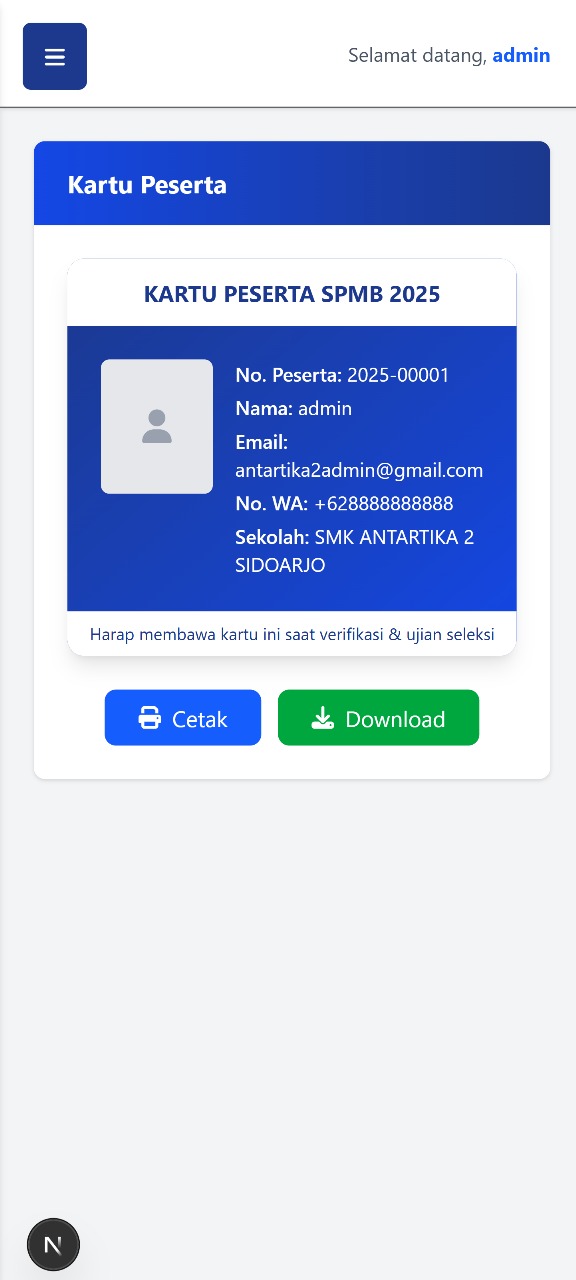 Selamat datang, admin
Kartu Peserta
KARTU PESERTA SPMB 2025
No. Peserta: 2025-00001
Nama: admin
Email:
antartika2admin@gmail.com
No. WA: +628888888888
Sekolah: SMK ANTARTIKA 2
SIDOARJO
Harap membawa kartu ini saat verifikasi & ujian seleksi
Cetak
Download
N